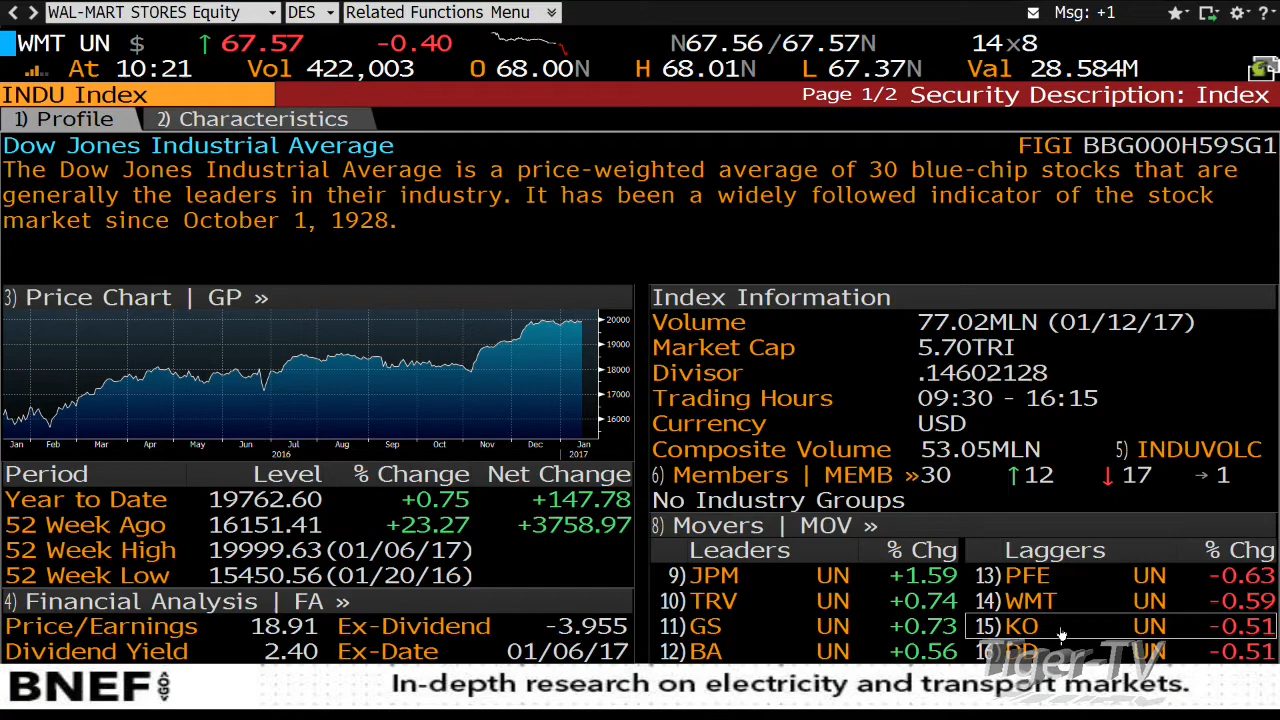 WAL-MART STORES Equity DES Related Functions Menu Msg: +1
WMT UN $ ↑ 67.57 -0.40 N67.56 /67.57N 14x8
At 10:21 Vol 422,003 O 68.00N H 68.01N L 67.37N Val 28.584M
INDU Index Page 1/2 Security Description: Index
1) Profile 2) Characteristics
Dow Jones Industrial Average FIGI BBG000H59SG1
The Dow Jones Industrial Average is a price-weighted average of 30 blue-chip stocks that are
generally the leaders in their industry. It has been a widely followed indicator of the stock
market since October 1, 1928.
3) Price Chart | GP »
20000
19000
18000
17000
16000
Jan Feb Mar Apr May Jun Jul Aug Sep Oct Nov Dec Jan
2016 2017
Period Level % Change Net Change
Year to Date 19762.60 +0.75 +147.78
52 Week Ago 16151.41 +23.27 +3758.97
52 Week High 19999.63 (01/06/17)
52 Week Low 15450.56 (01/20/16)
4) Financial Analysis | FA »
Price/Earnings 18.91 Ex-Dividend -3.955
Dividend Yield 2.40 Ex-Date 01/06/17
Index Information
Volume 77.02MLN (01/12/17)
Market Cap 5.70TRI
Divisor .14602128
Trading Hours 09:30 - 16:15
Currency USD
Composite Volume 53.05MLN 5) INDUVOLC
6) Members | MEMB » 30 ↑ 12 ↓ 17 → 1
No Industry Groups
8) Movers | MOV »
Leaders % Chg Laggers % Chg
9) JPM UN +1.59 13) PFE UN -0.63
10) TRV UN +0.74 14) WMT UN -0.59
11) GS UN +0.73 15) KO UN -0.51
12) BA UN +0.56 UN -0.51
Tiger-TV
BNEF <GO> In-depth research on electricity and transport markets.